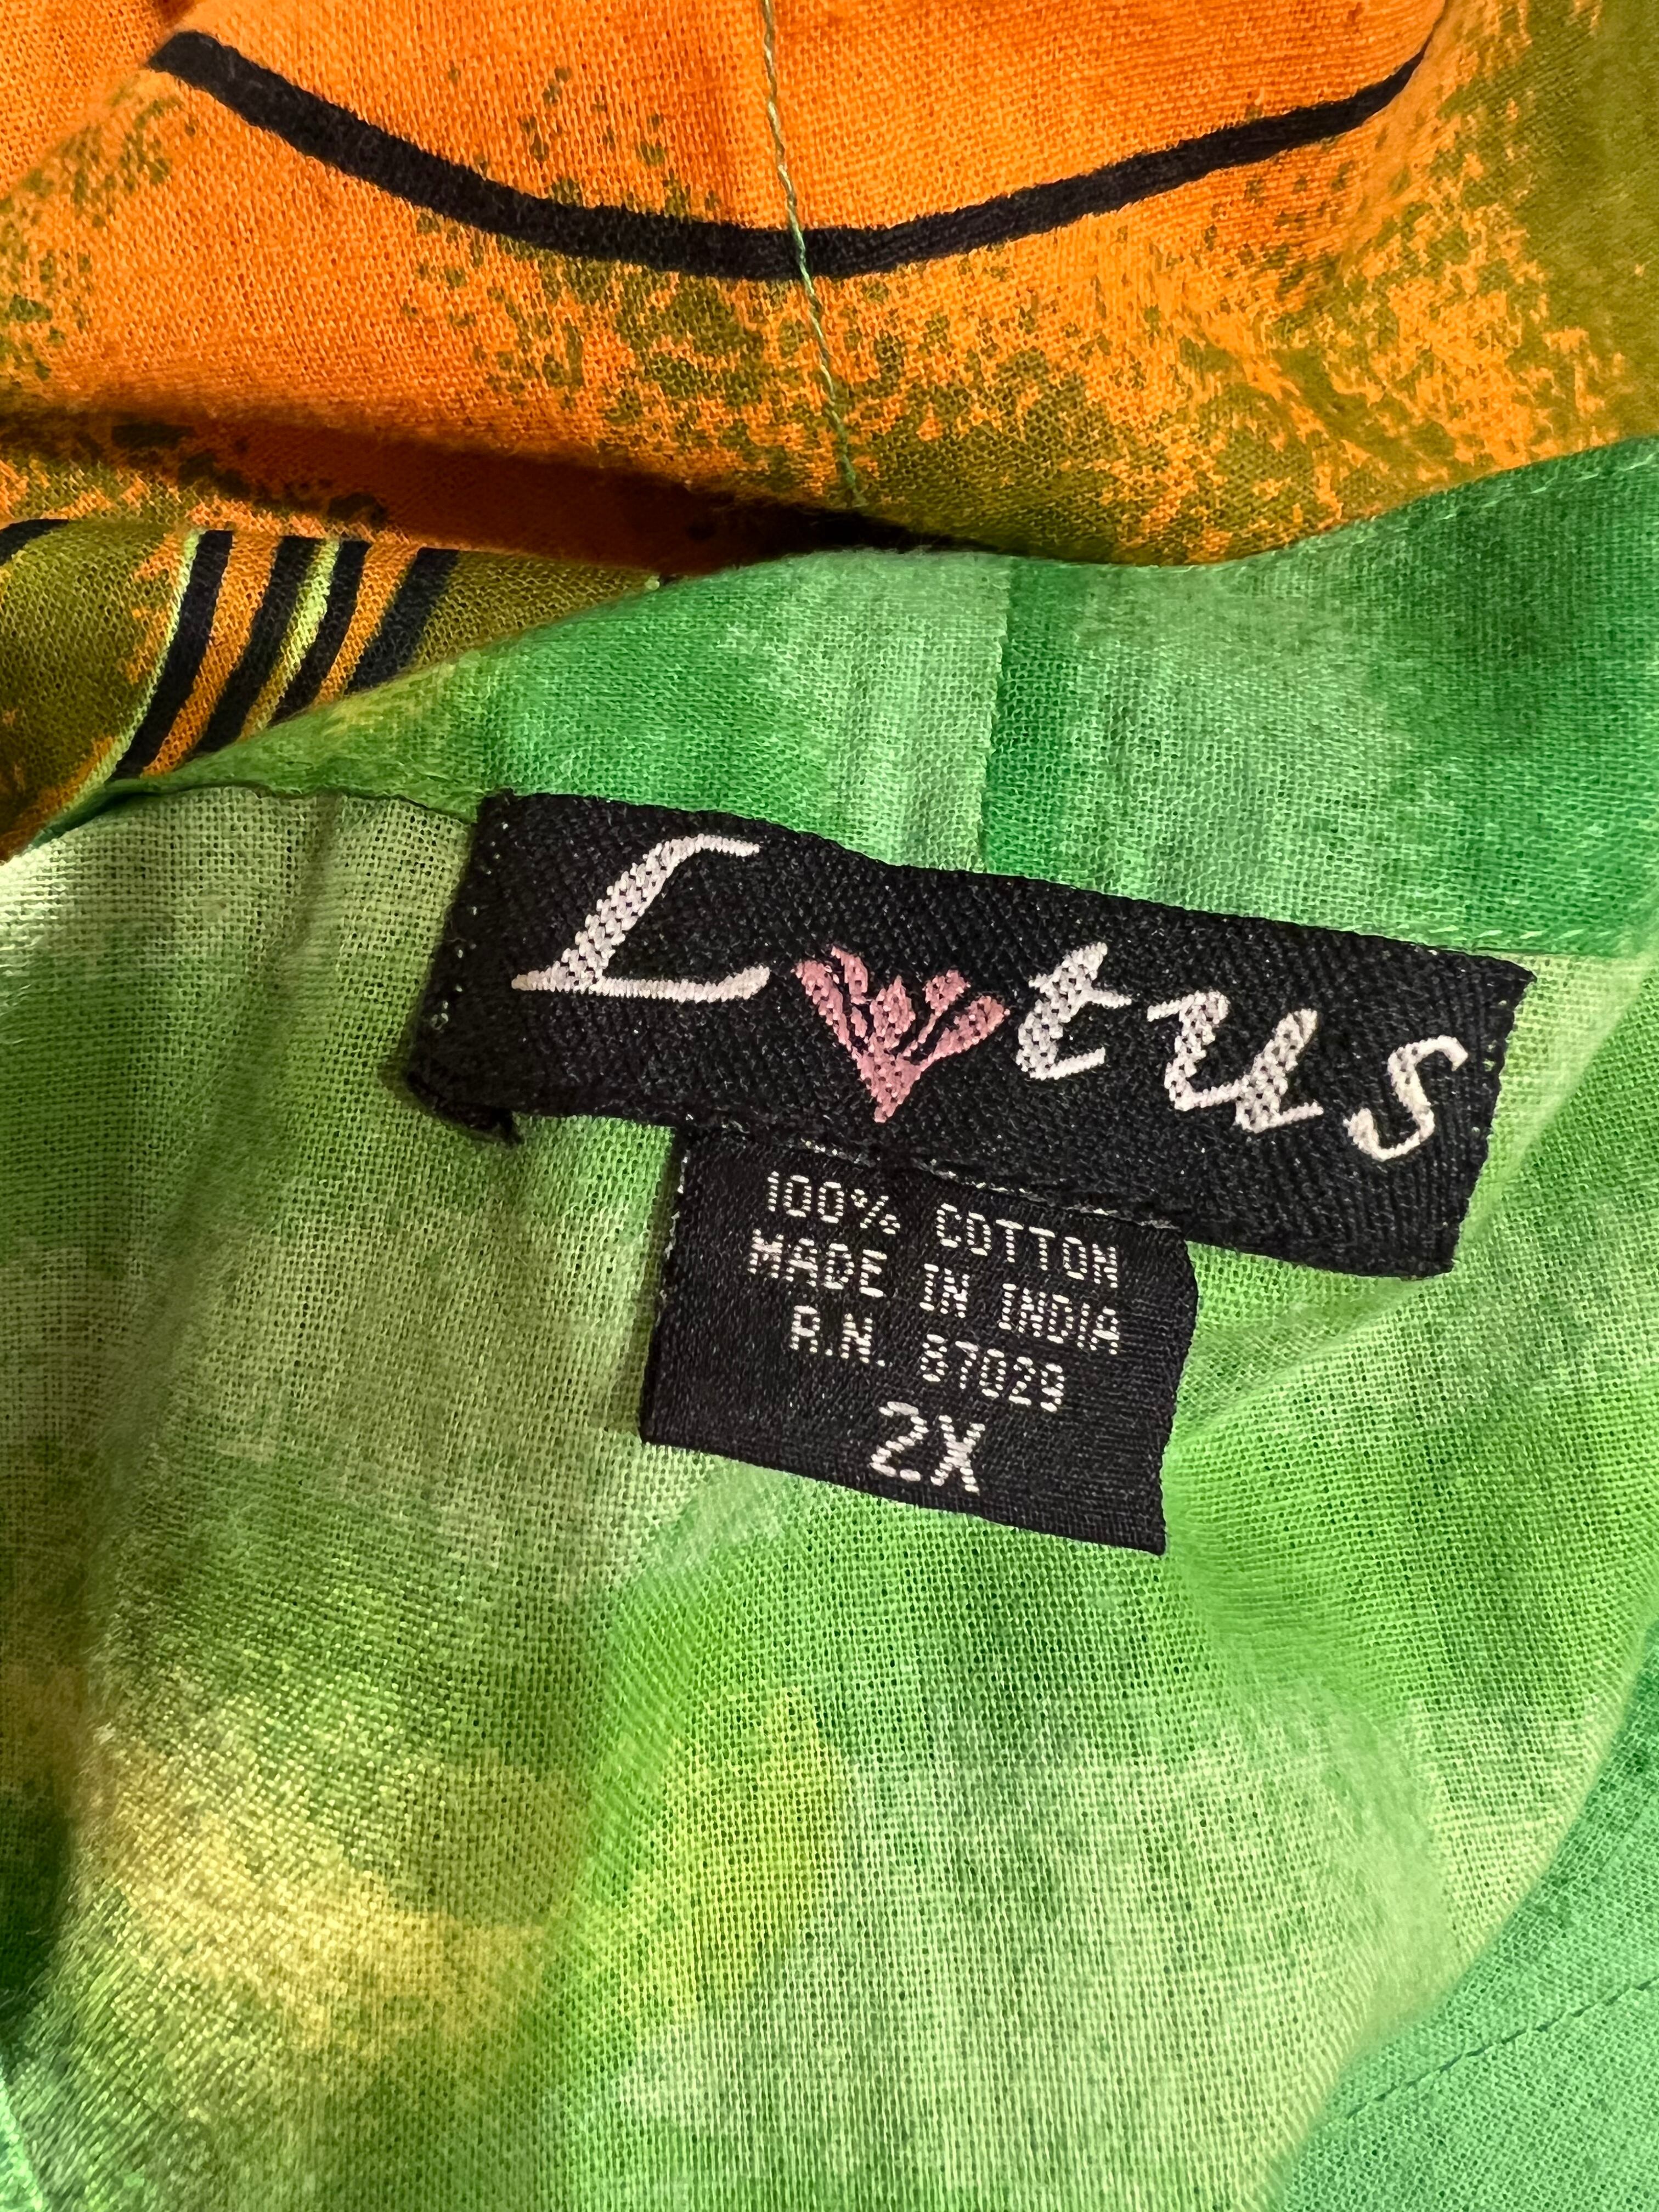 Lotus
100% COTTON
MADE IN INDIA
R.N. 87029
2X